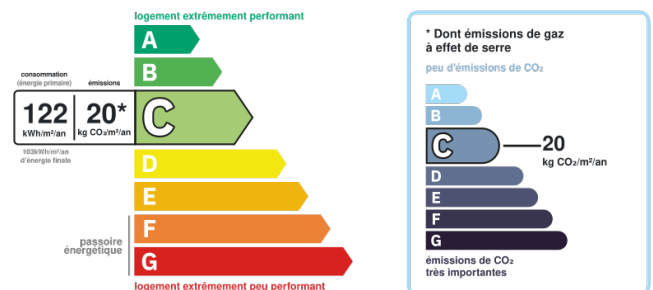 logement extrêmement performant
A
B
consommation
(énergie primaire)
émissions
122
kWh/m²/an
20*
kg CO₂/m²/an
C
103kWh/m²/an
d'énergie finale
D
E
F
G
passoire
énergétique
logement extrêmement peu performant
* Dont émissions de gaz
à effet de serre
peu d'émissions de CO₂
A
B
C
20
kg CO₂/m²/an
D
E
F
G
émissions de CO₂
très importantes